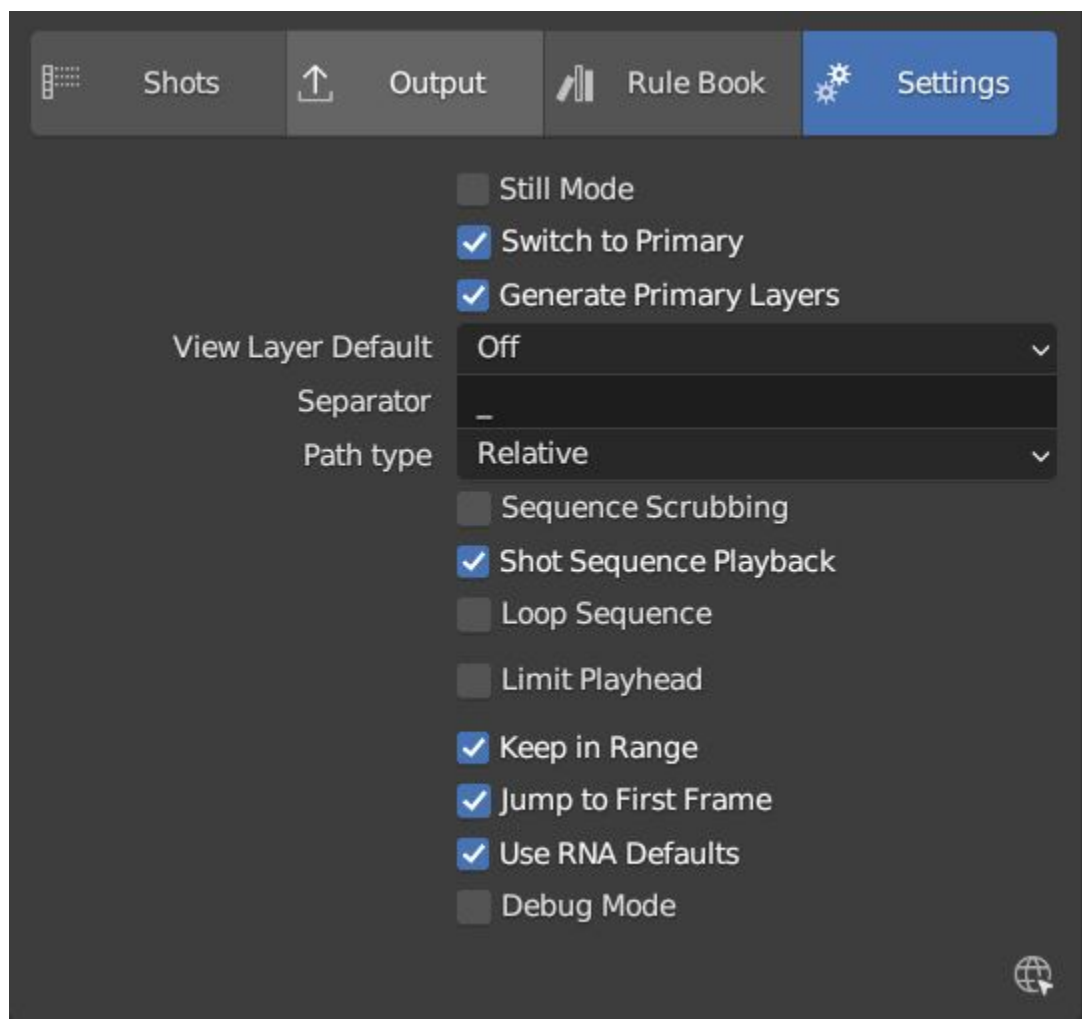 Shots Output Rule Book Settings
Still Mode
Switch to Primary
Generate Primary Layers
View Layer Default Off
Separator _
Path type Relative
Sequence Scrubbing
Shot Sequence Playback
Loop Sequence
Limit Playhead
Keep in Range
Jump to First Frame
Use RNA Defaults
Debug Mode